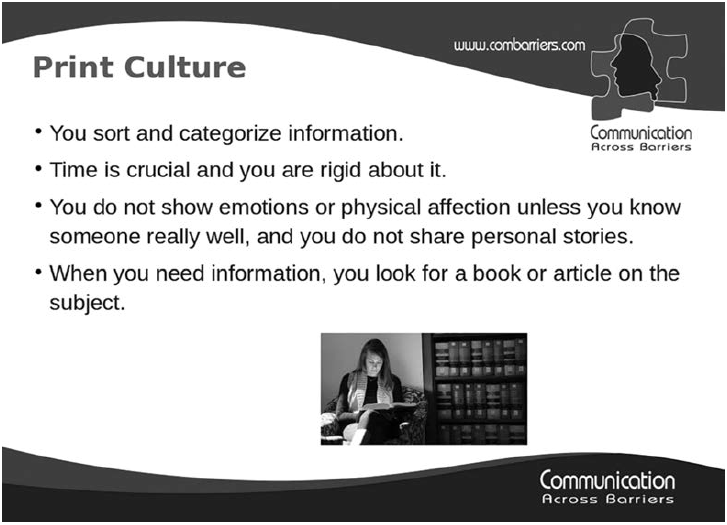 www.combarriers.com
Print Culture
Communication
Across Barriers
• You sort and categorize information.
• Time is crucial and you are rigid about it.
• You do not show emotions or physical affection unless you know
someone really well, and you do not share personal stories.
• When you need information, you look for a book or article on the
subject.
Communication
Across Barriers